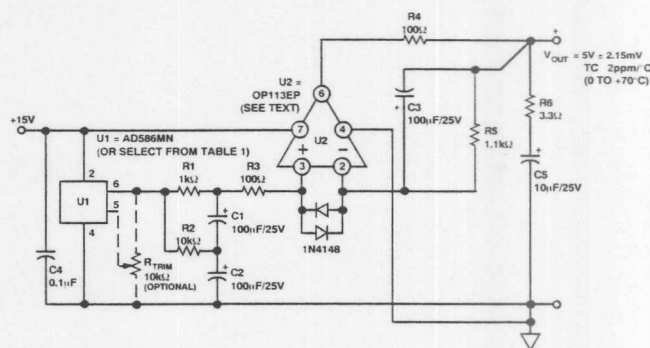 R4
100Ω
+
VOUT = 5V ± 2.15mV
TC 2ppm/°C
(0 TO +70°C)
U2 =
OP113EP
(SEE TEXT)
6
+15V
U1 = AD586MN
(OR SELECT FROM TABLE 1)
7
4
U2
+
−
3
2
+
C3
100µF/25V
R5
1.1kΩ
R6
3.3Ω
+
C5
10µF/25V
2
U1
6
5
4
R1
1kΩ
R3
100Ω
+
C1
100µF/25V
R2
10kΩ
+
C2
100µF/25V
1N4148
RTRIM
10kΩ
(OPTIONAL)
C4
0.1µF